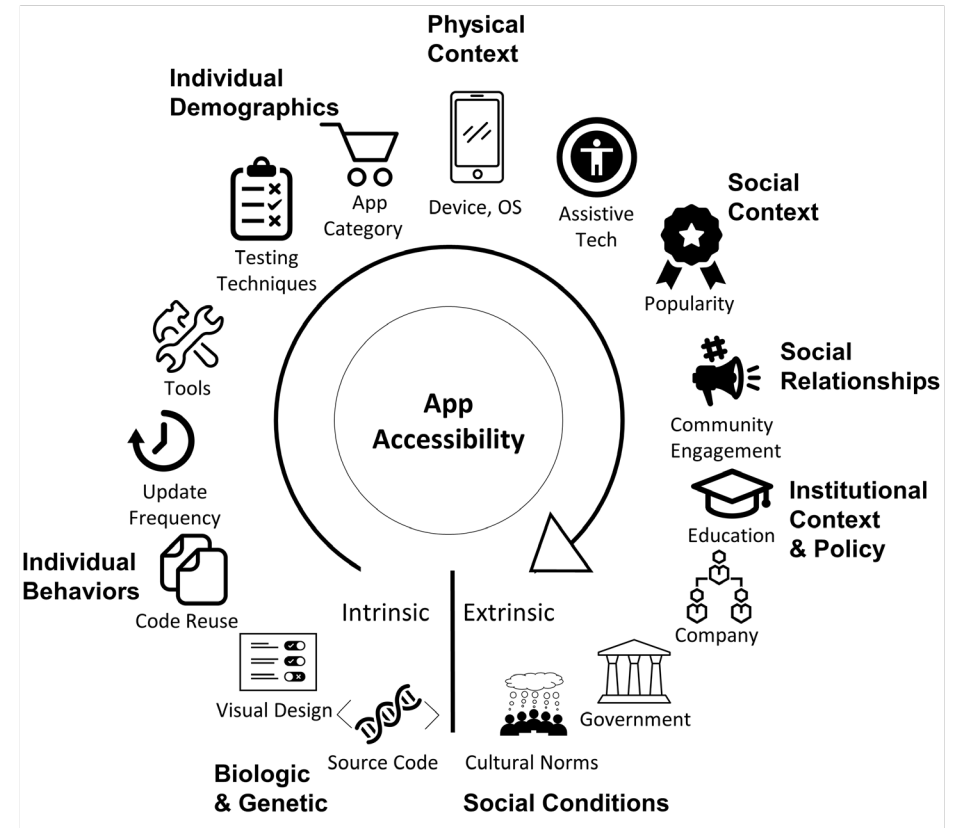 Physical
Context
Individual
Demographics
App
Category
Device, OS
Assistive
Tech
Social
Context
Testing
Techniques
Popularity
Tools
Social
Relationships
App
Accessibility
Community
Engagement
Update
Frequency
Institutional
Context
& Policy
Education
Individual
Behaviors
Code Reuse
Intrinsic
Extrinsic
Company
Visual Design
Government
Source Code
Cultural Norms
Biologic
& Genetic
Social Conditions